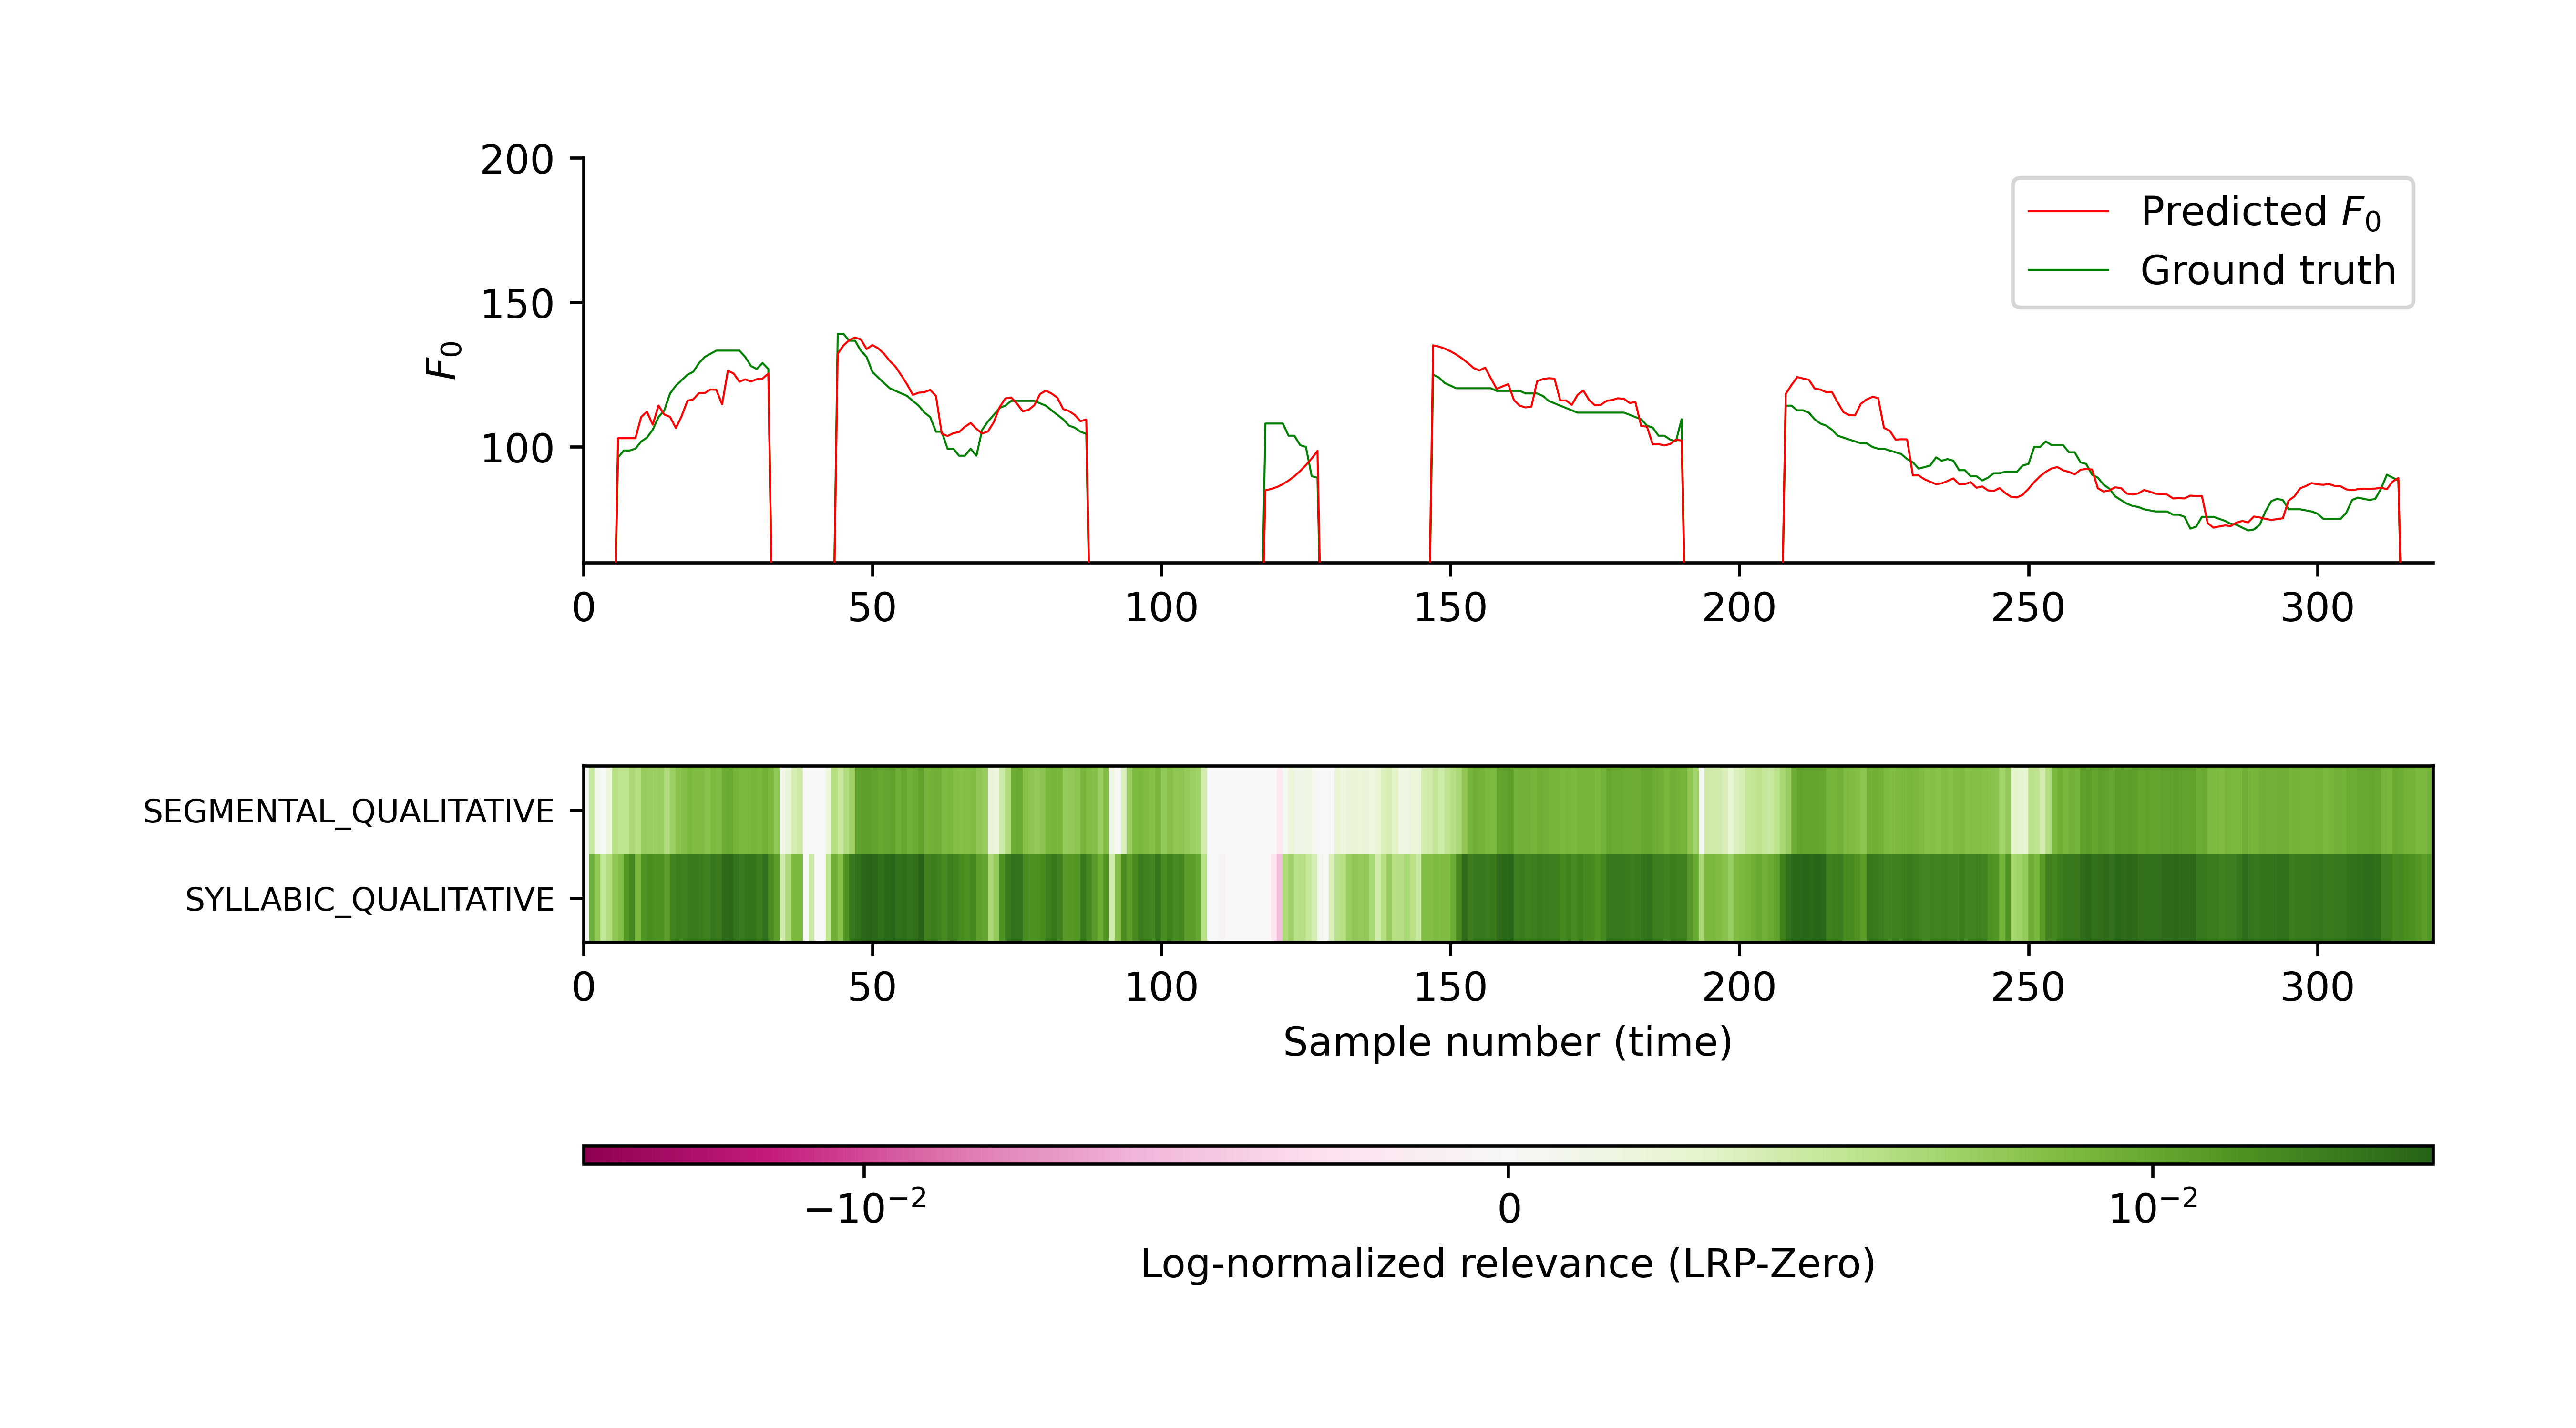 200
Predicted F₀
Ground truth
150
F₀
100
0 50 100 150 200 250 300
SEGMENTAL_QUALITATIVE
SYLLABIC_QUALITATIVE
0 50 100 150 200 250 300
Sample number (time)
−10⁻² 0 10⁻²
Log-normalized relevance (LRP-Zero)